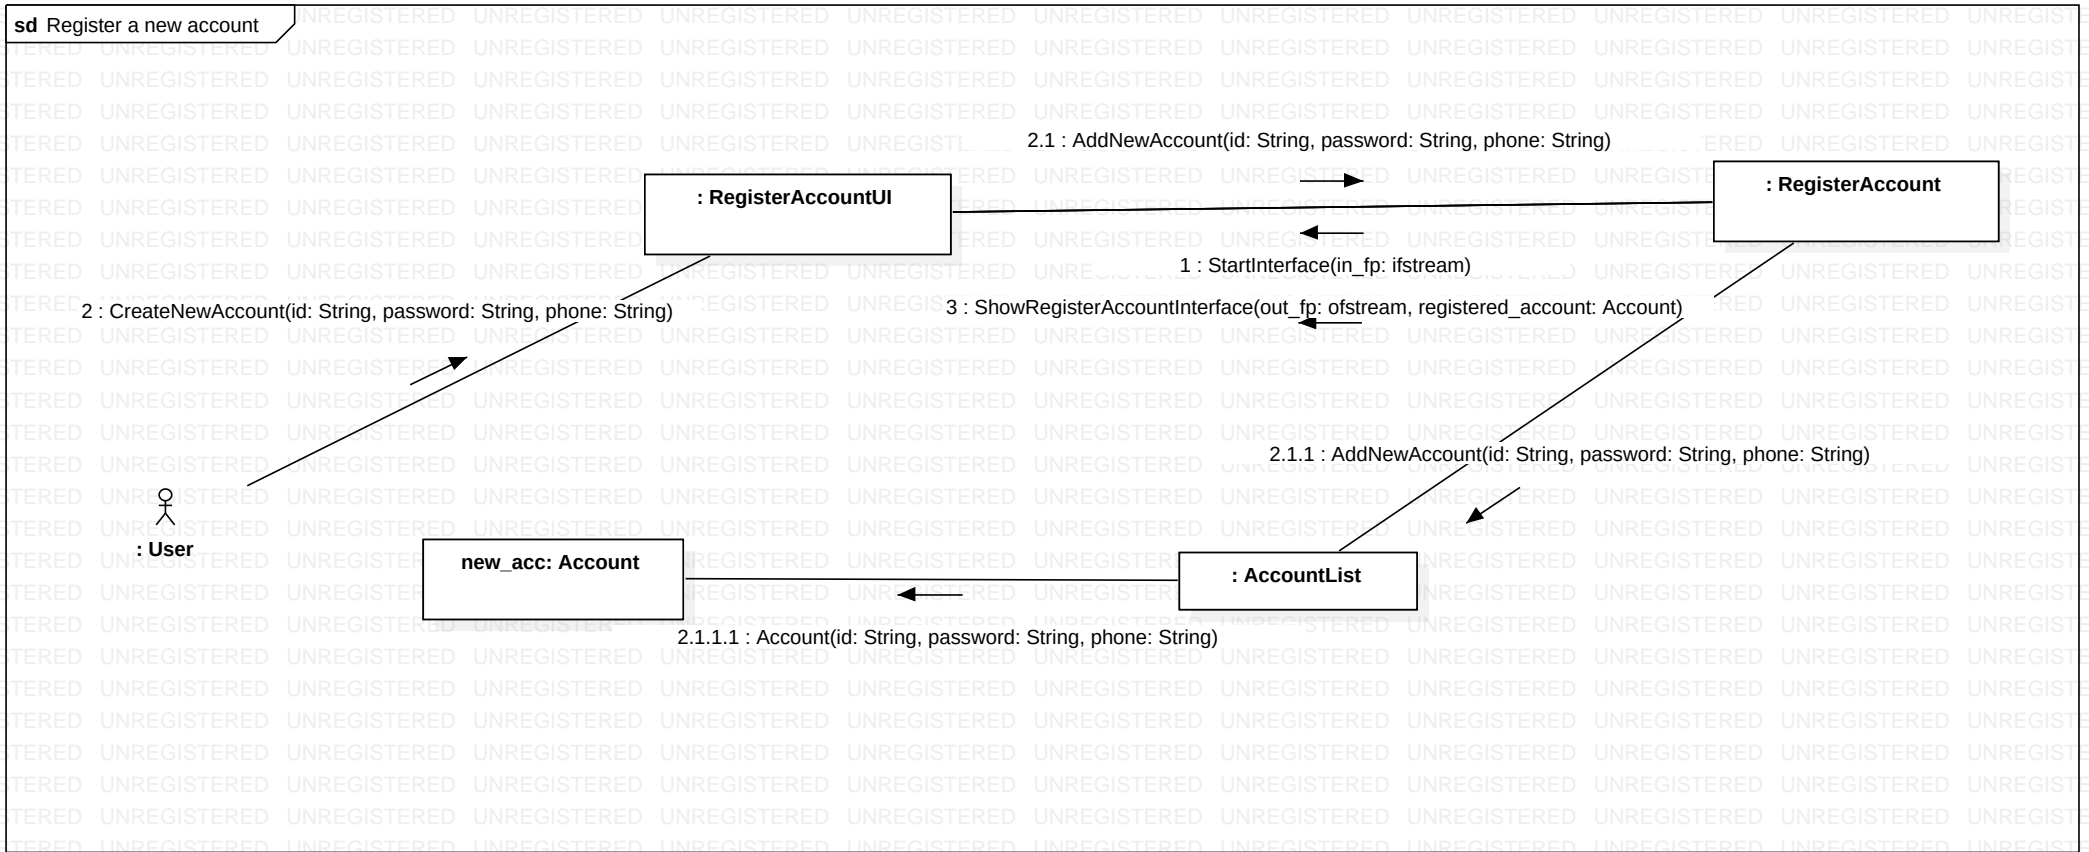 sd Register a new account
2.1 : AddNewAccount(id: String, password: String, phone: String)
: RegisterAccountUI
: RegisterAccount
1 : StartInterface(in_fp: ifstream)
2 : CreateNewAccount(id: String, password: String, phone: String)
3 : ShowRegisterAccountInterface(out_fp: ofstream, registered_account: Account)
2.1.1 : AddNewAccount(id: String, password: String, phone: String)
: User
new_acc: Account
: AccountList
2.1.1.1 : Account(id: String, password: String, phone: String)
UNREGISTERED